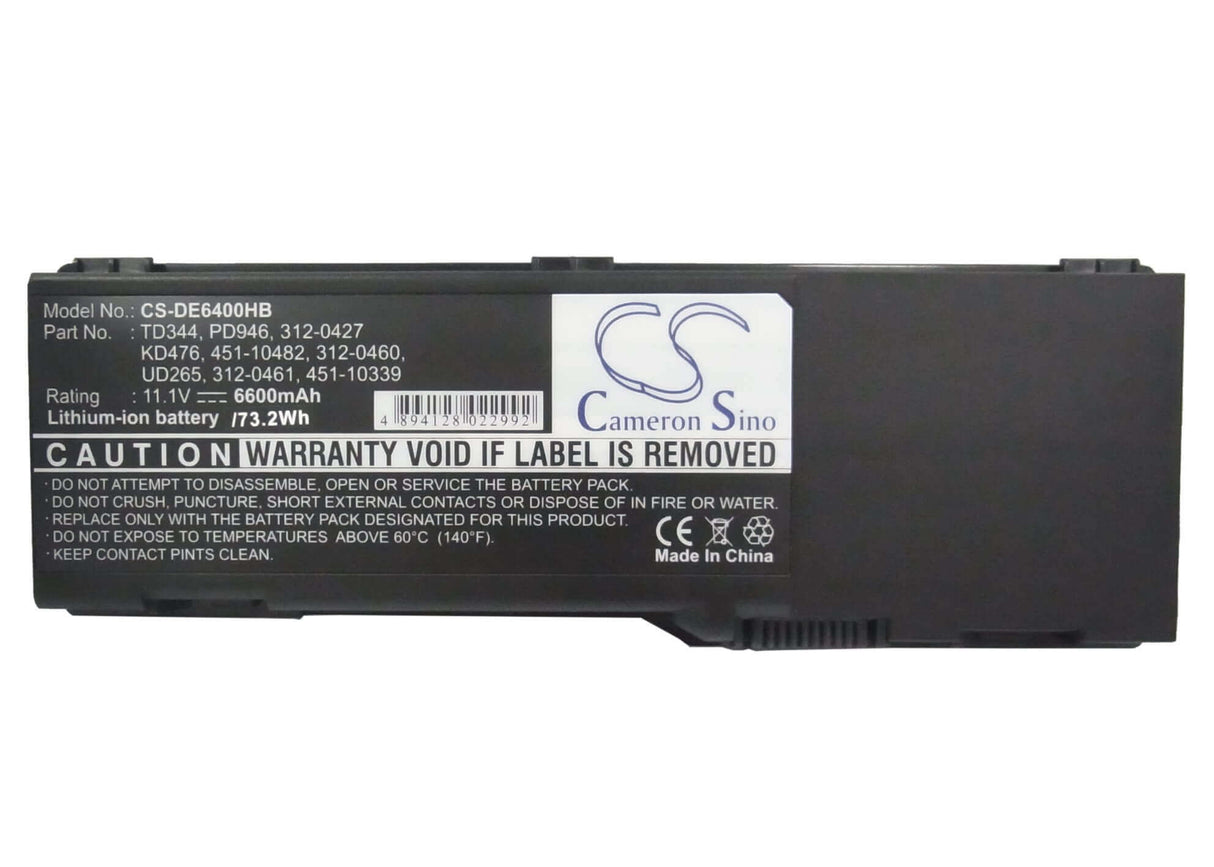 Model No.: CS-DE6400HB
Part No. : TD344, PD946, 312-0427
KD476, 451-10482, 312-0460,
UD265, 312-0461, 451-10339
Rating : 11.1V 6600mAh
Lithium-ion battery /73.2Wh
4 894128 022992
CS
Cameron Sino
CAUTION WARRANTY VOID IF LABEL IS REMOVED
· DO NOT ATTEMPT TO DISASSEMBLE, OPEN OR SERVICE THE BATTERY PACK.
· DO NOT CRUSH, PUNCTURE, SHORT EXTERNAL CONTACTS OR DISPOSE OF IN FIRE OR WATER.
· REPLACE ONLY WITH THE BATTERY PACK DESIGNATED FOR THIS PRODUCT.
· DO NOT EXPOSE TO TEMPERATURES ABOVE 60°C (140°F).
· KEEP CONTACT PINTS CLEAN.
CE
Made In China